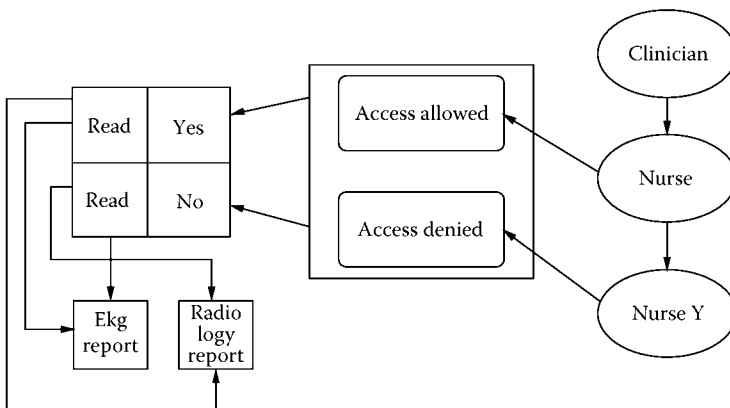 Clinician
Read
Yes
Access allowed
Nurse
Read
No
Access denied
Nurse Y
Ekg
report
Radio
logy
report